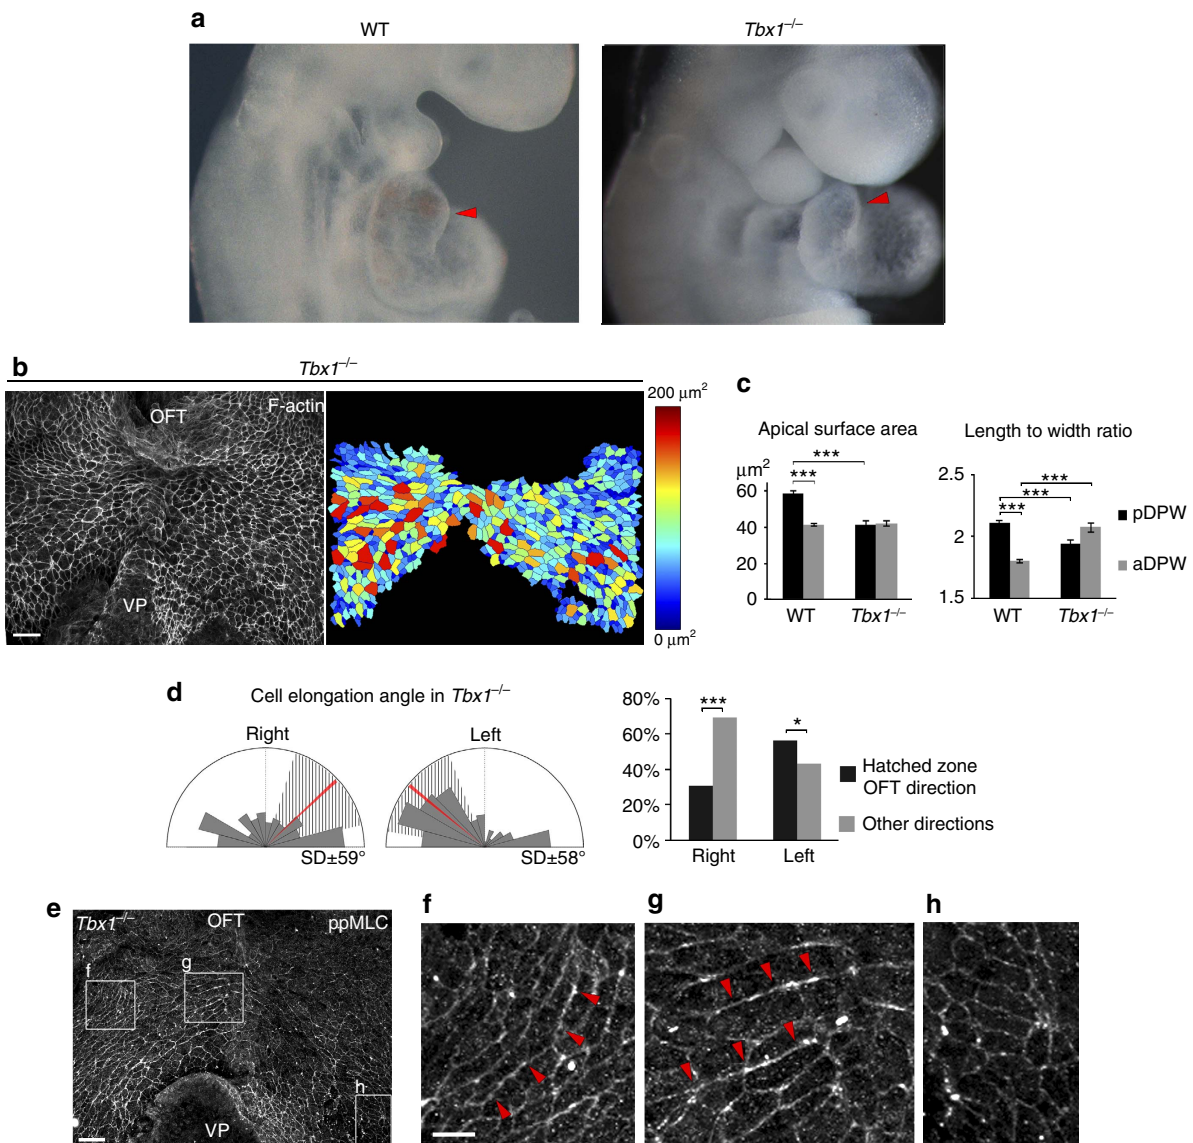 a
WT
Tbx1–/–
b
Tbx1–/–
OFT
F-actin
VP
200 μm2
0 μm2
c
Apical surface area
μm2
60
40
20
0
***
***
WT
Tbx1–/–
Length to width ratio
2.5
2
1.5
***
***
***
WT
Tbx1–/–
pDPW
aDPW
d
Cell elongation angle in Tbx1–/–
Right
Left
SD±59°
SD±58°
80%
60%
40%
20%
0%
***
*
Right
Left
Hatched zone
OFT direction
Other directions
e
Tbx1–/–
OFT
ppMLC
f
g
h
VP
f
g
h